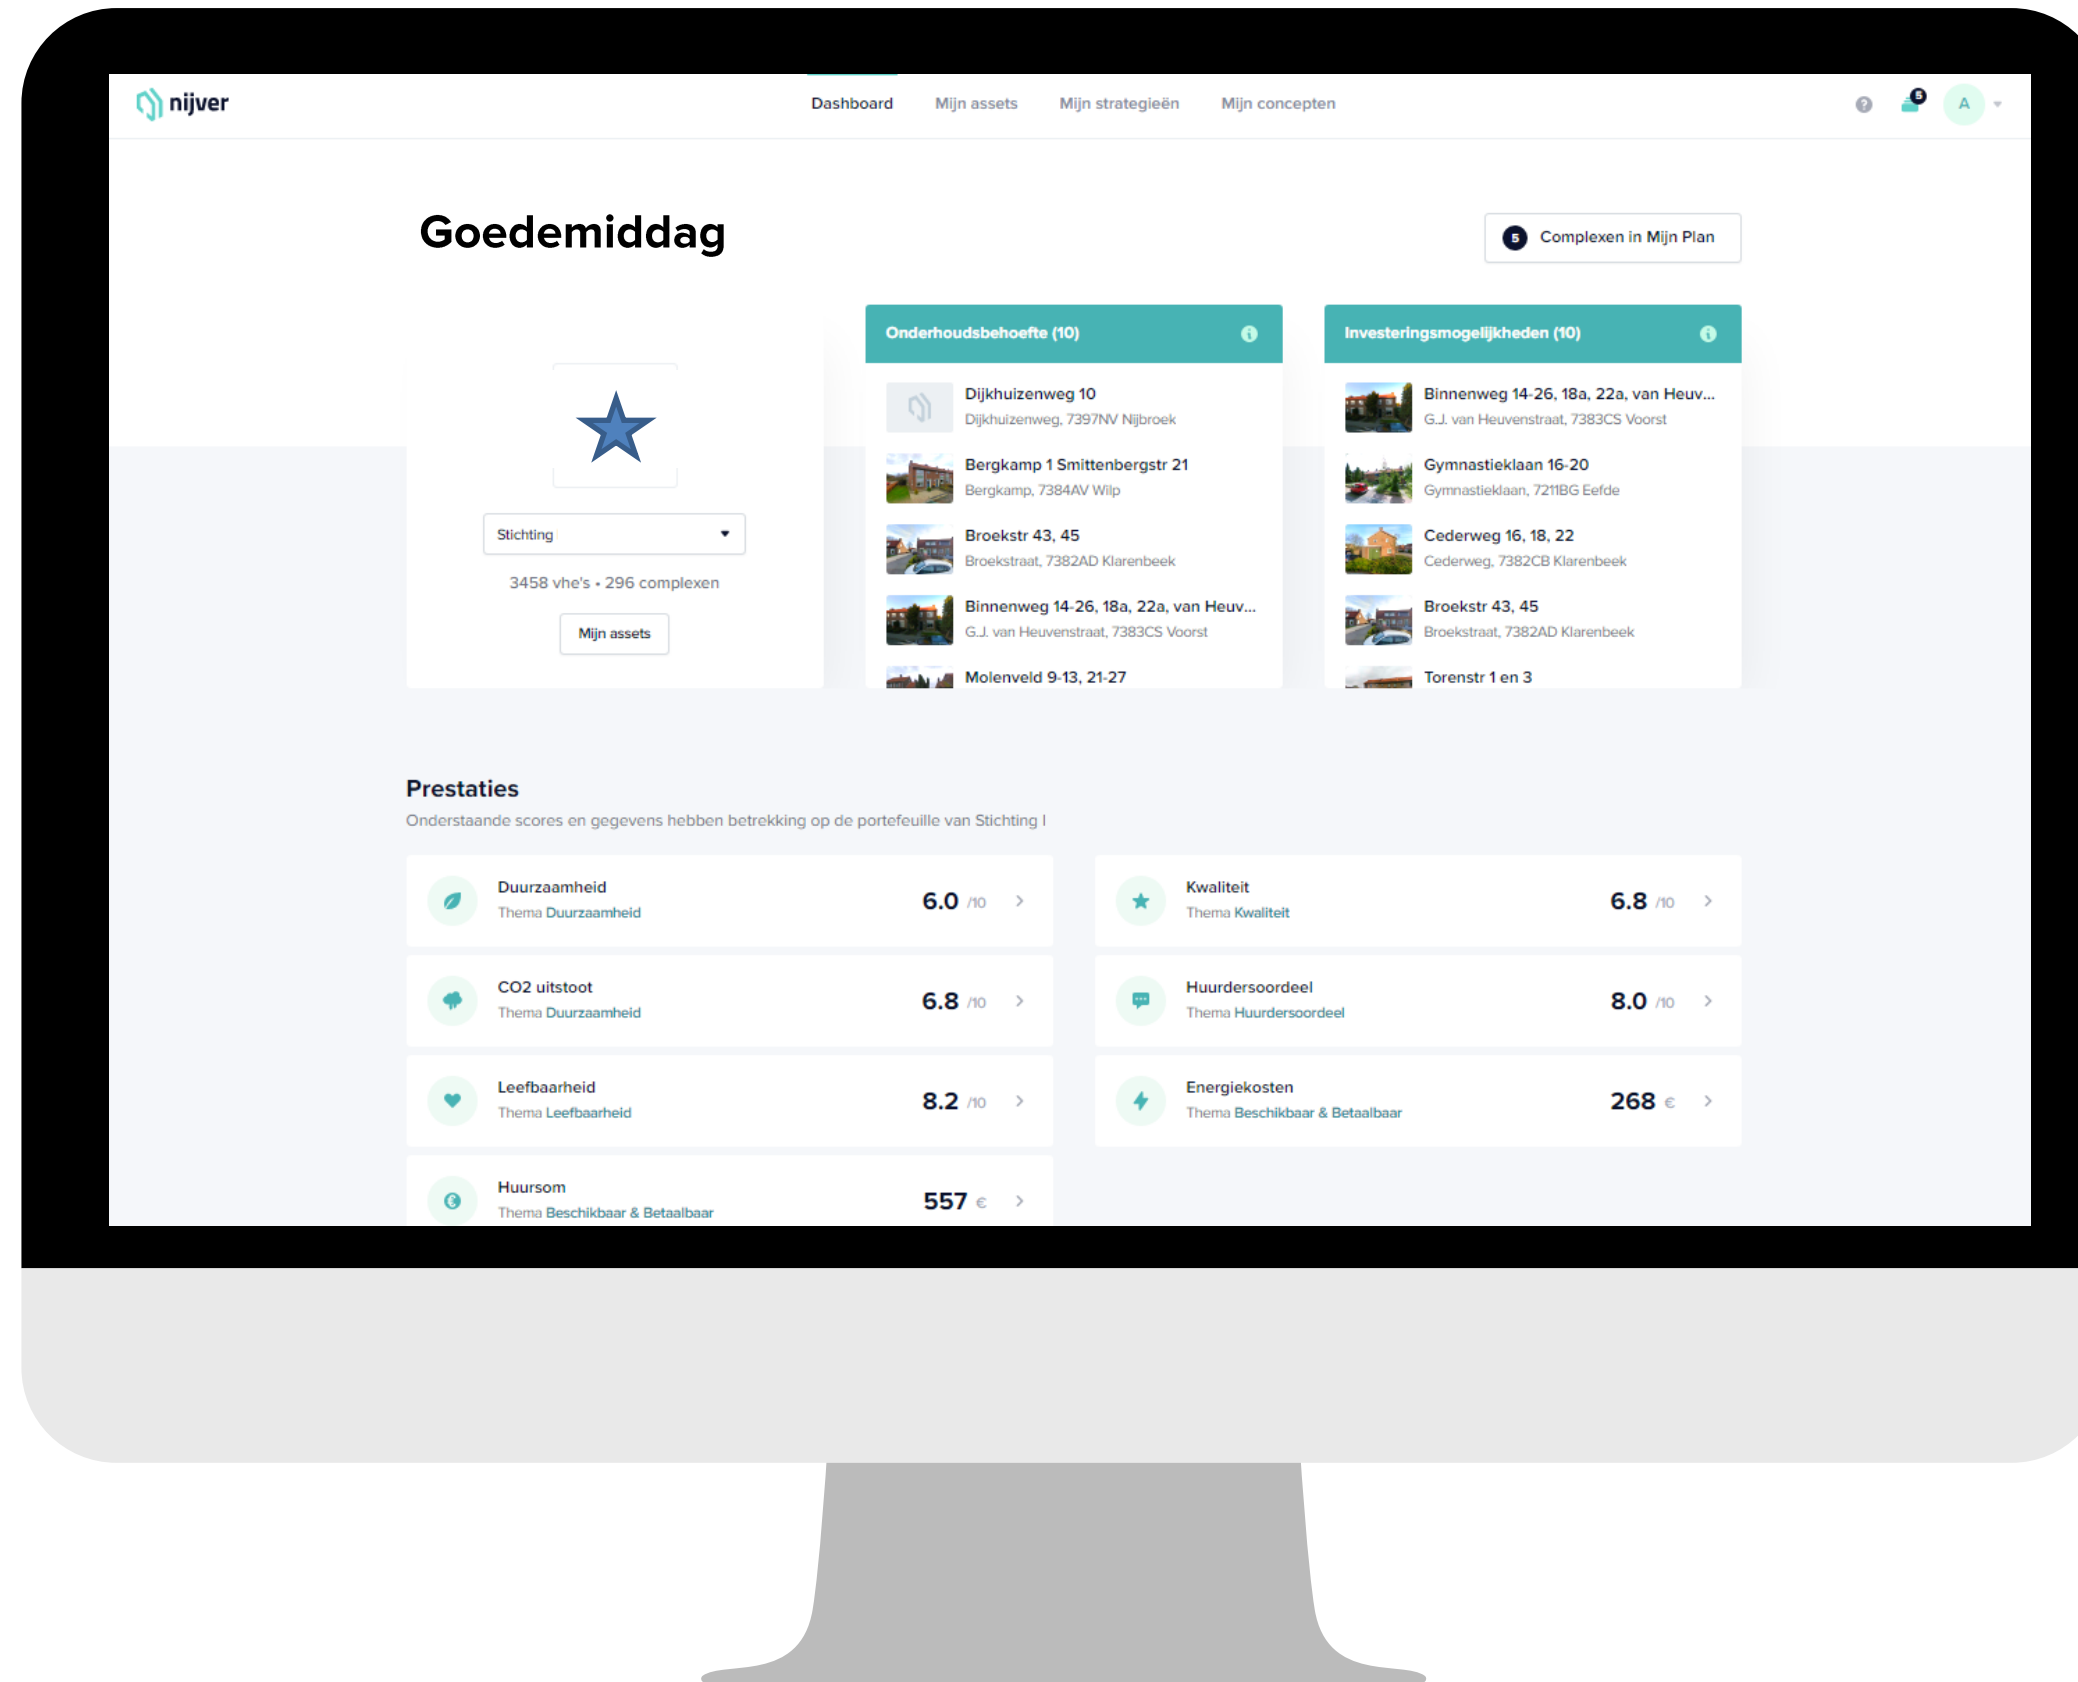 nijver
Dashboard
Mijn assets
Mijn strategieën
Mijn concepten
5
A
Goedemiddag
5 Complexen in Mijn Plan
Stichting
3458 vhe's • 296 complexen
Mijn assets
Onderhoudsbehoefte (10)
Dijkhuizenweg 10
Dijkhuizenweg, 7397NV Nijbroek
Bergkamp 1 Smittenbergstr 21
Bergkamp, 7384AV Wilp
Broekstr 43, 45
Broekstraat, 7382AD Klarenbeek
Binnenweg 14-26, 18a, 22a, van Heuv...
G.J. van Heuvenstraat, 7383CS Voorst
Molenveld 9-13, 21-27
Investeringsmogelijkheden (10)
Binnenweg 14-26, 18a, 22a, van Heuv...
G.J. van Heuvenstraat, 7383CS Voorst
Gymnastieklaan 16-20
Gymnastieklaan, 7211BG Eefde
Cederweg 16, 18, 22
Cederweg, 7382CB Klarenbeek
Broekstr 43, 45
Broekstraat, 7382AD Klarenbeek
Torenstr 1 en 3
Prestaties
Onderstaande scores en gegevens hebben betrekking op de portefeuille van Stichting I
Duurzaamheid
Thema Duurzaamheid
6.0 /10
Kwaliteit
Thema Kwaliteit
6.8 /10
CO2 uitstoot
Thema Duurzaamheid
6.8 /10
Huurdersoordeel
Thema Huurdersoordeel
8.0 /10
Leefbaarheid
Thema Leefbaarheid
8.2 /10
Energiekosten
Thema Beschikbaar & Betaalbaar
268 €
Huursom
Thema Beschikbaar & Betaalbaar
557 €